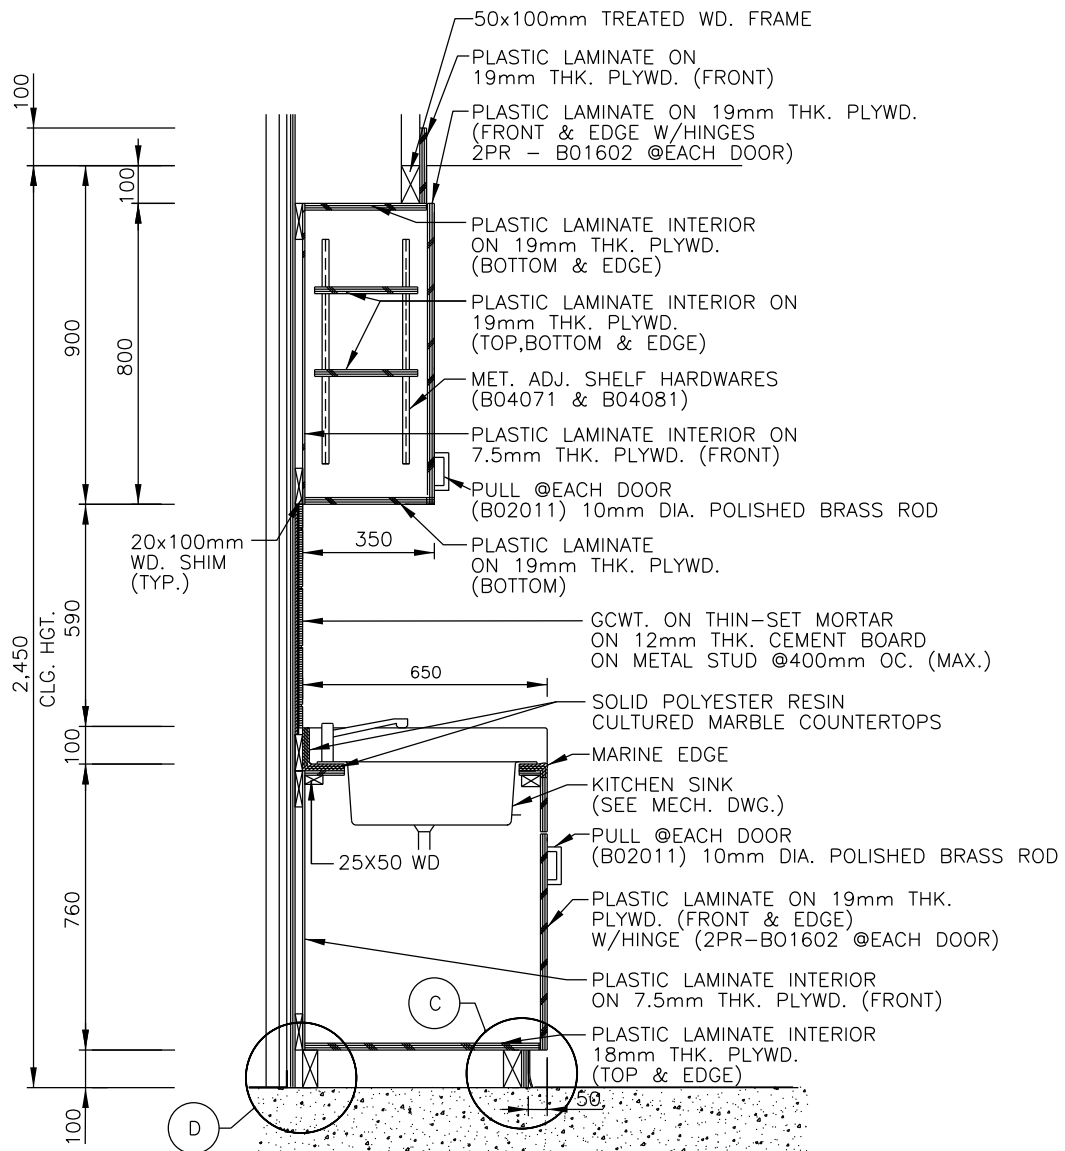 50x100mm TREATED WD. FRAME
PLASTIC LAMINATE ON
19mm THK. PLYWD. (FRONT)
100
PLASTIC LAMINATE ON 19mm THK. PLYWD.
(FRONT & EDGE W/HINGES
2PR - B01602 @EACH DOOR)
100
PLASTIC LAMINATE INTERIOR
ON 19mm THK. PLYWD.
(BOTTOM & EDGE)
900
800
PLASTIC LAMINATE INTERIOR ON
19mm THK. PLYWD.
(TOP,BOTTOM & EDGE)
MET. ADJ. SHELF HARDWARES
(B04071 & B04081)
PLASTIC LAMINATE INTERIOR ON
7.5mm THK. PLYWD. (FRONT)
PULL @EACH DOOR
(B02011) 10mm DIA. POLISHED BRASS ROD
20x100mm
WD. SHIM
(TYP.)
350
PLASTIC LAMINATE
ON 19mm THK. PLYWD.
(BOTTOM)
2,450
CLG. HGT.
590
GCWT. ON THIN-SET MORTAR
ON 12mm THK. CEMENT BOARD
ON METAL STUD @400mm OC. (MAX.)
650
SOLID POLYESTER RESIN
CULTURED MARBLE COUNTERTOPS
100
MARINE EDGE
KITCHEN SINK
(SEE MECH. DWG.)
PULL @EACH DOOR
(B02011) 10mm DIA. POLISHED BRASS ROD
25X50 WD
760
PLASTIC LAMINATE ON 19mm THK.
PLYWD. (FRONT & EDGE)
W/HINGE (2PR-B01602 @EACH DOOR)
PLASTIC LAMINATE INTERIOR
ON 7.5mm THK. PLYWD. (FRONT)
C
PLASTIC LAMINATE INTERIOR
18mm THK. PLYWD.
(TOP & EDGE)
50
100
D